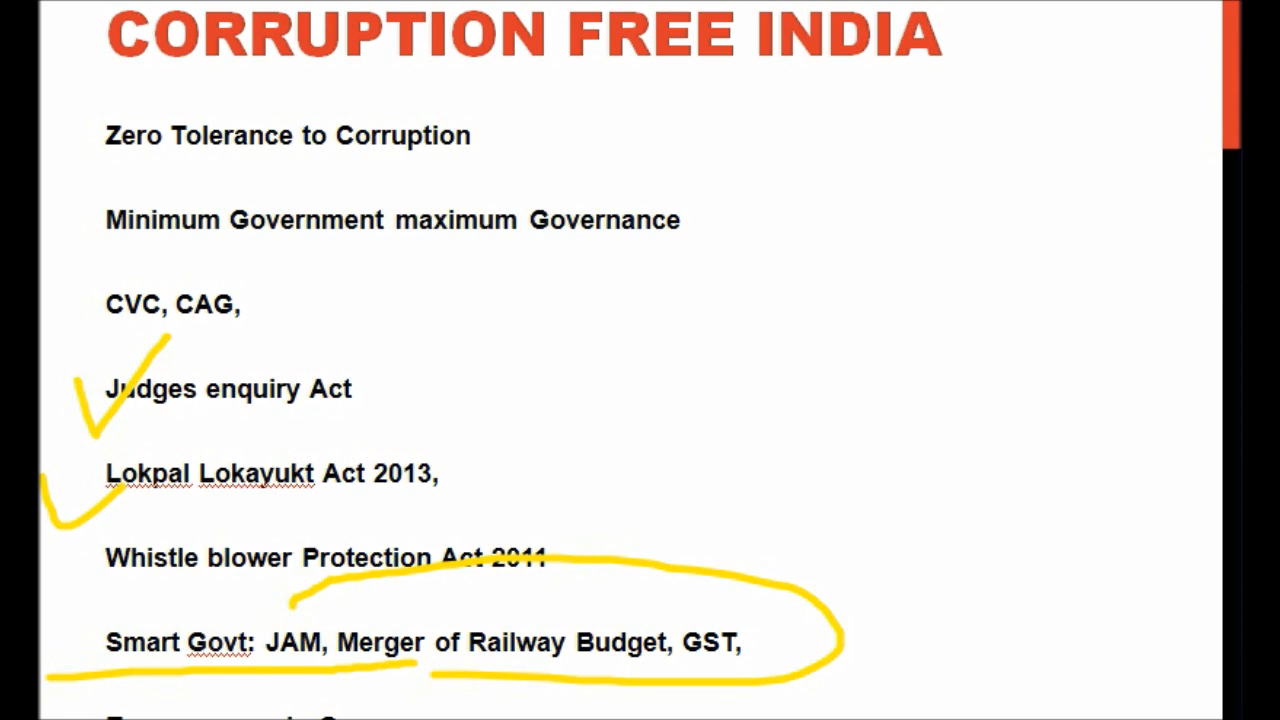 CORRUPTION FREE INDIA
Zero Tolerance to Corruption
Minimum Government maximum Governance
CVC, CAG,
Judges enquiry Act
Lokpal Lokayukt Act 2013,
Whistle blower Protection Act 2011
Smart Govt: JAM, Merger of Railway Budget, GST,